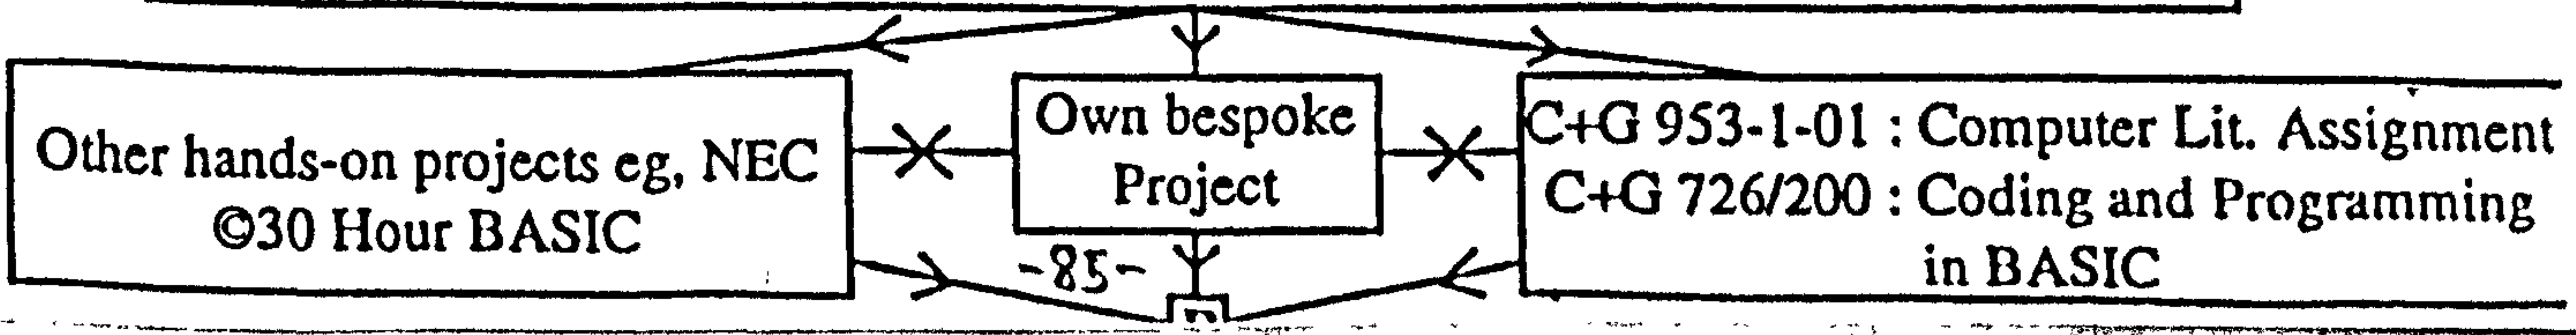 Other hands-on projects eg, NEC
©30 Hour BASIC
Own bespoke
Project
C+G 953-1-01 : Computer Lit. Assignment
C+G 726/200 : Coding and Programming
in BASIC
-85-